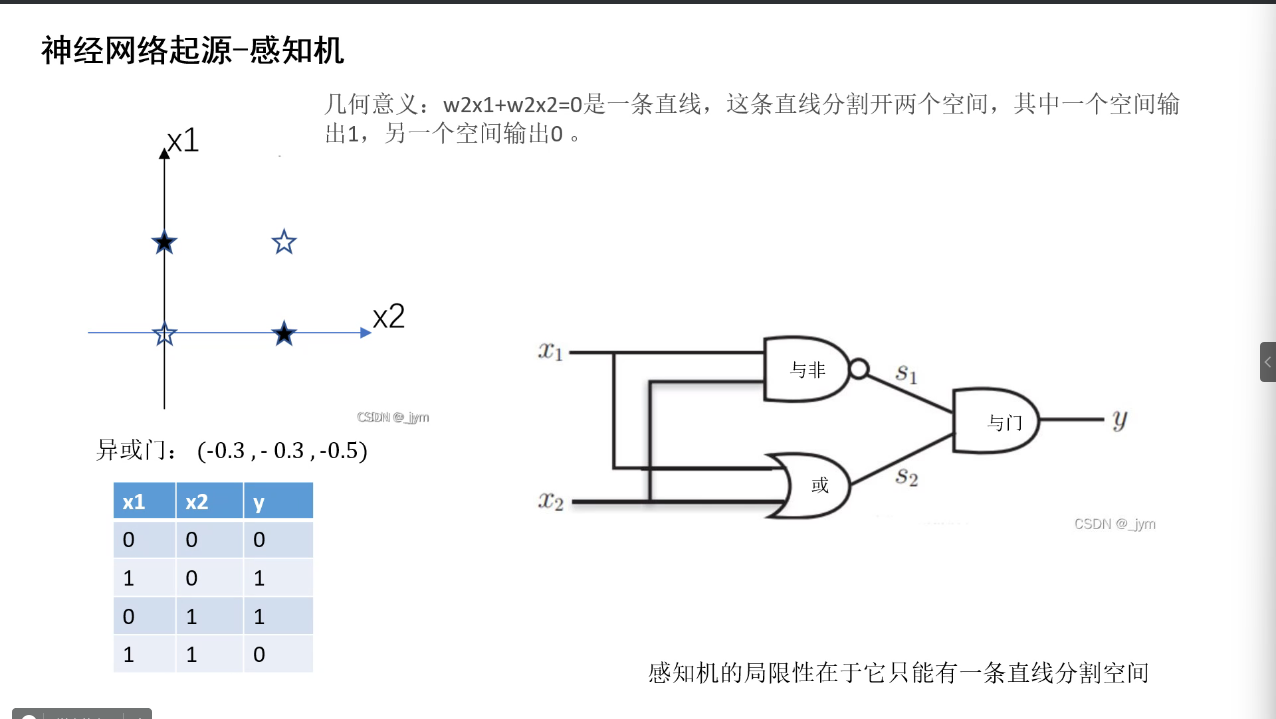 神经网络起源-感知机
几何意义：w2x1+w2x2=0是一条直线，这条直线分割开两个空间，其中一个空间输
出1，另一个空间输出0 。
x1
x2
CSDN @_jym
异或门： (-0.3 , - 0.3 , -0.5)
x1 x2 y
0 0 0
1 0 1
0 1 1
1 1 0
x1
与非
s1
与门
y
或
s2
x2
CSDN @_jym
感知机的局限性在于它只能有一条直线分割空间